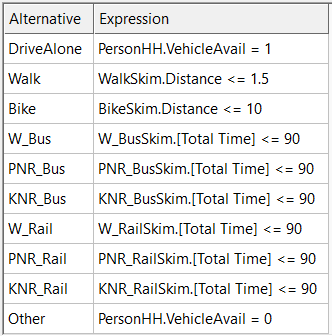 Alternative Expression
DriveAlone PersonHH.VehicleAvail = 1
Walk WalkSkim.Distance <= 1.5
Bike BikeSkim.Distance <= 10
W_Bus W_BusSkim.[Total Time] <= 90
PNR_Bus PNR_BusSkim.[Total Time] <= 90
KNR_Bus KNR_BusSkim.[Total Time] <= 90
W_Rail W_RailSkim.[Total Time] <= 90
PNR_Rail PNR_RailSkim.[Total Time] <= 90
KNR_Rail KNR_RailSkim.[Total Time] <= 90
Other PersonHH.VehicleAvail = 0